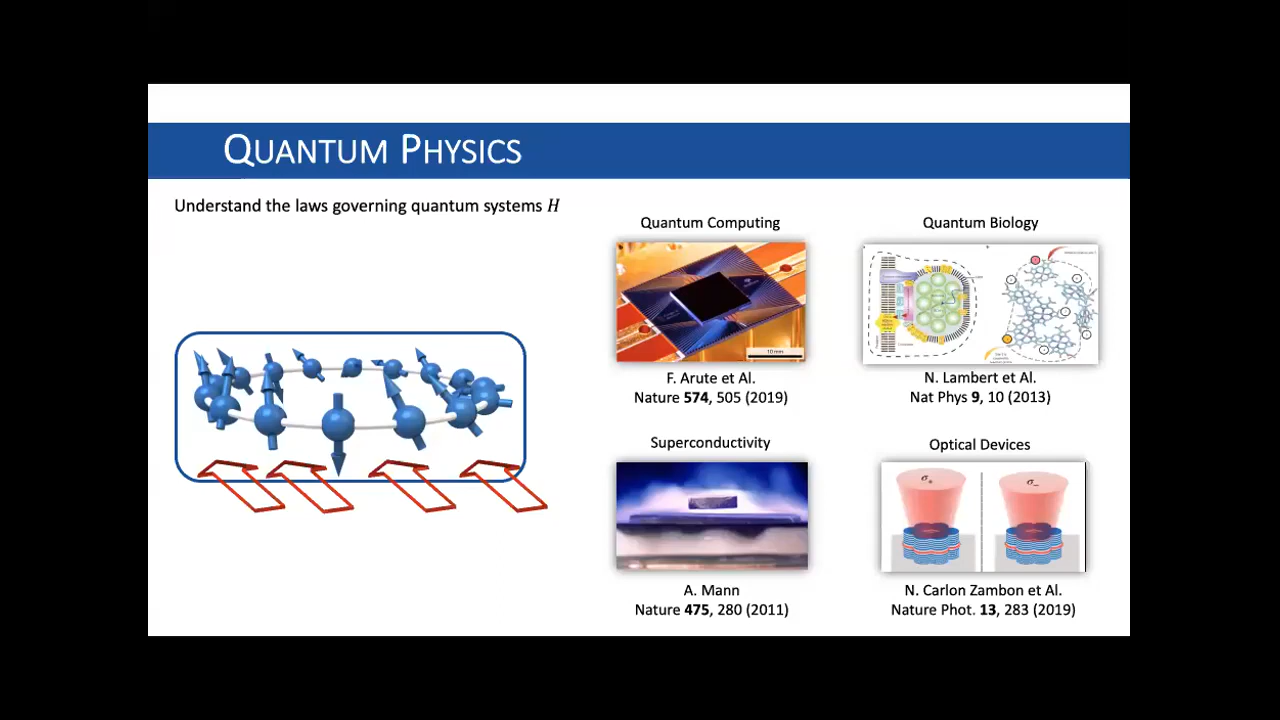 QUANTUM PHYSICS
Understand the laws governing quantum systems H
Quantum Computing
10 mm
F. Arute et Al.
Nature 574, 505 (2019)
Quantum Biology
N. Lambert et Al.
Nat Phys 9, 10 (2013)
Superconductivity
A. Mann
Nature 475, 280 (2011)
Optical Devices
σ+
σ−
N. Carlon Zambon et Al.
Nature Phot. 13, 283 (2019)